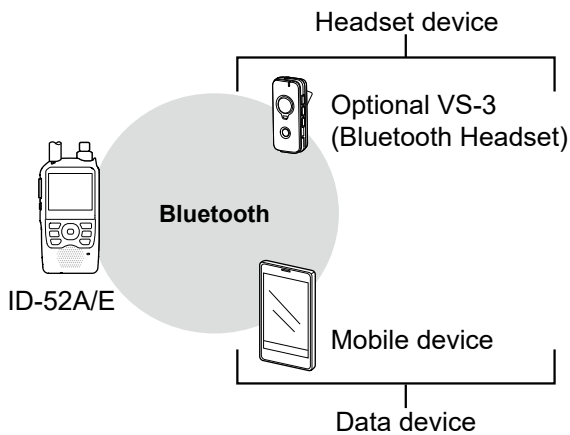 Headset device
Optional VS-3
(Bluetooth Headset)
Bluetooth
ID-52A/E
Mobile device
Data device